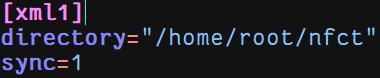 [xml1]
directory="/home/root/nfct"
sync=1